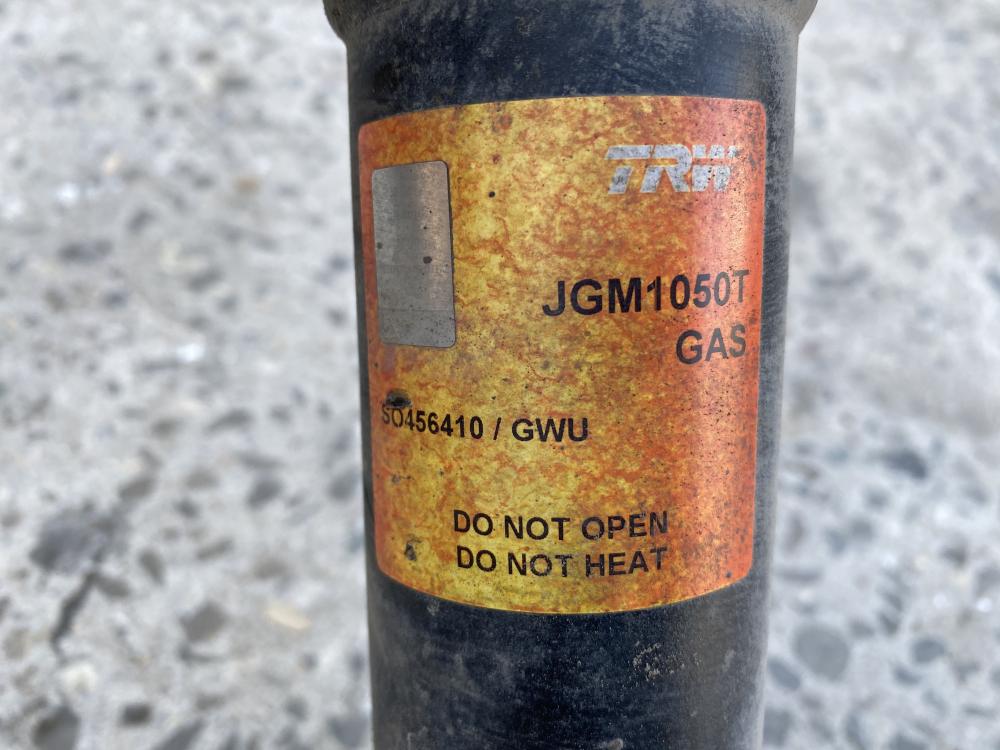 TRW
JGM1050T
GAS
SO456410 / GWU
DO NOT OPEN
DO NOT HEAT